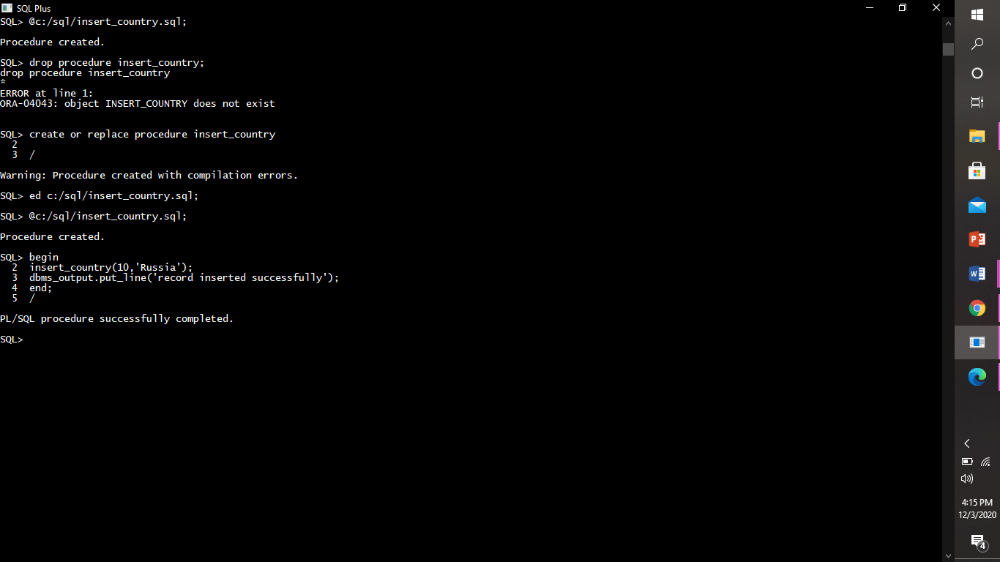 SQL Plus
SQL> @c:/sql/insert_country.sql;
Procedure created.
SQL> drop procedure insert_country;
drop procedure insert_country
*
ERROR at line 1:
ORA-04043: object INSERT_COUNTRY does not exist
SQL> create or replace procedure insert_country
2
3 /
Warning: Procedure created with compilation errors.
SQL> ed c:/sql/insert_country.sql;
SQL> @c:/sql/insert_country.sql;
Procedure created.
SQL> begin
2 insert_country(10,'Russia');
3 dbms_output.put_line('record inserted successfully');
4 end;
5 /
PL/SQL procedure successfully completed.
SQL>
4:15 PM
12/3/2020
4